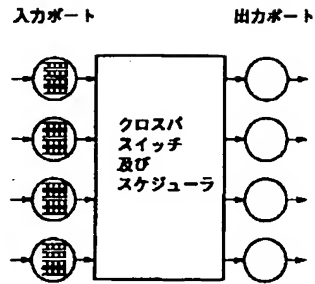 入力ポート
出力ポート
クロスバ
スイッチ
及び
スケジューラ